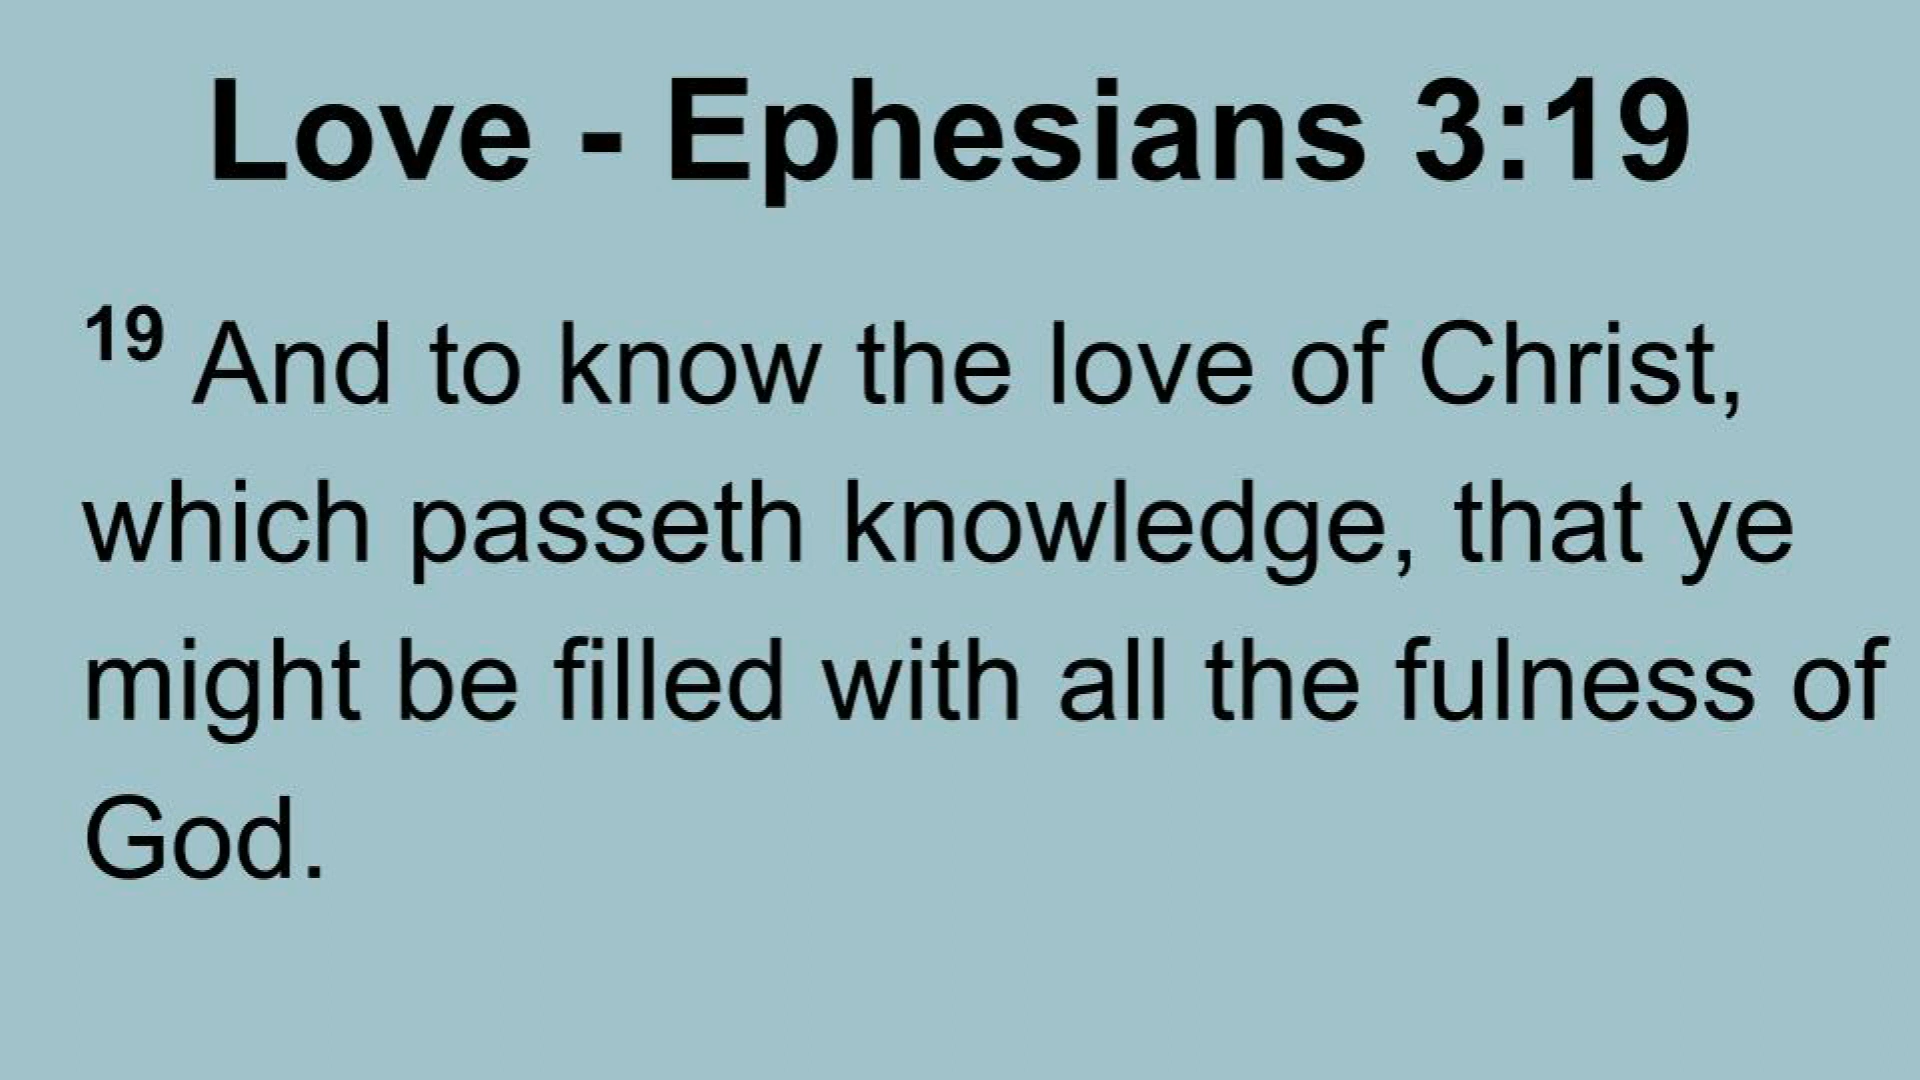 Love - Ephesians 3:19
19 And to know the love of Christ,
which passeth knowledge, that ye
might be filled with all the fulness of
God.